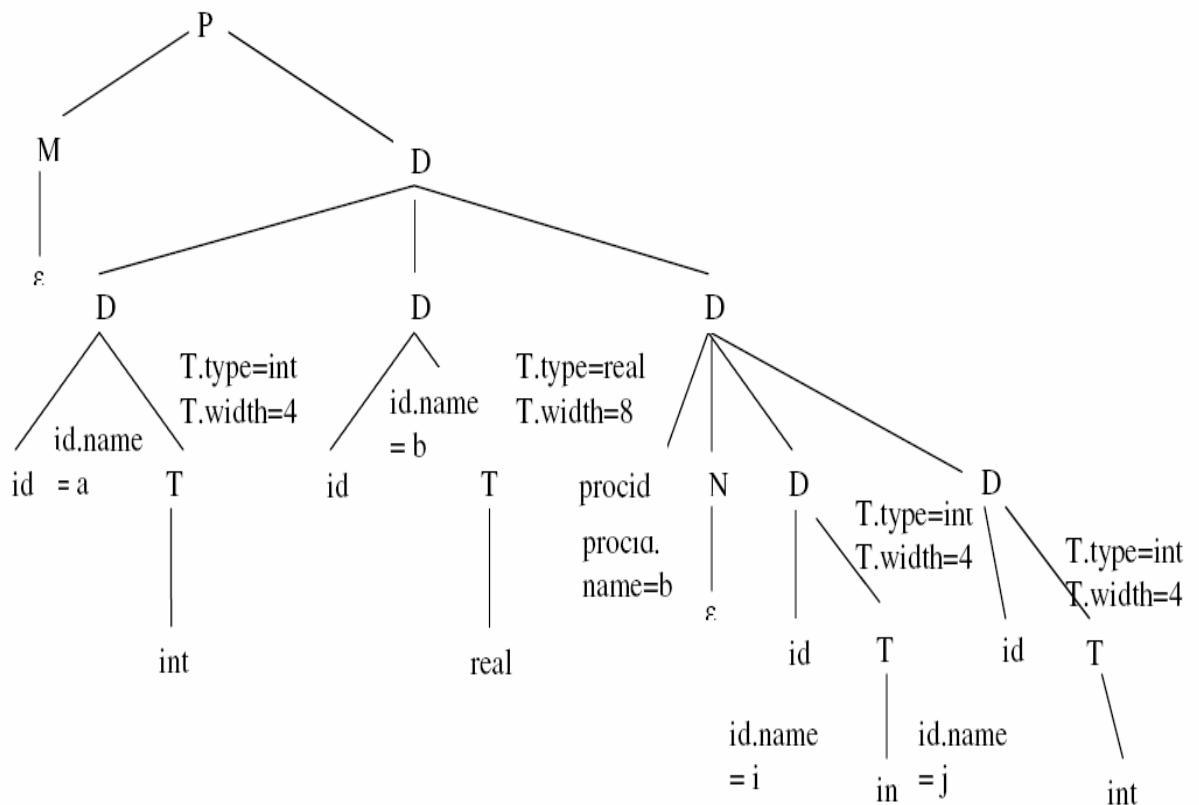 P
M
D
ε
D
D
D
T.type=int
T.width=4
T.type=real
T.width=8
id.name
= b
id.name
= a
id
T
id
T
procid
N
D
D
T.type=int
T.width=4
T.type=int
T.width=4
procid.
name=b
ε
int
real
id
T
id
T
id.name
= i
id.name
= j
in
int